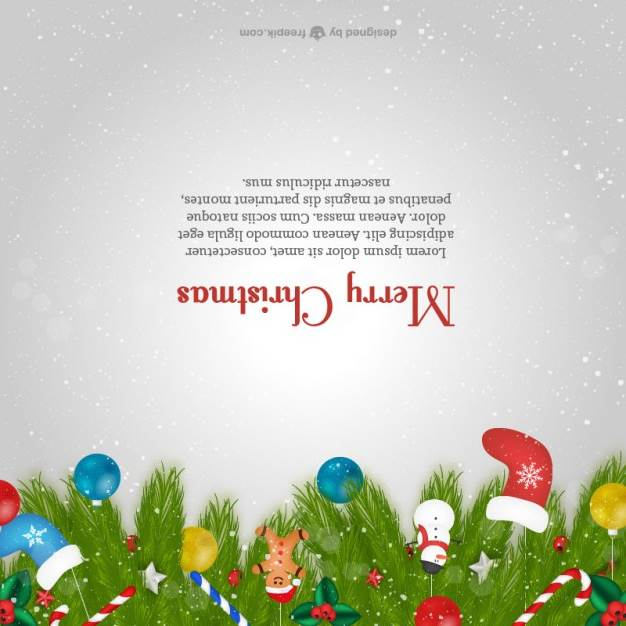 Merry Christmas
Lorem ipsum dolor sit amet, consectetuer
adipiscing elit. Aenean commodo ligula eget
dolor. Aenean massa. Cum sociis natoque
penatibus et magnis dis parturient montes,
nascetur ridiculus mus.
designed by freepik.com